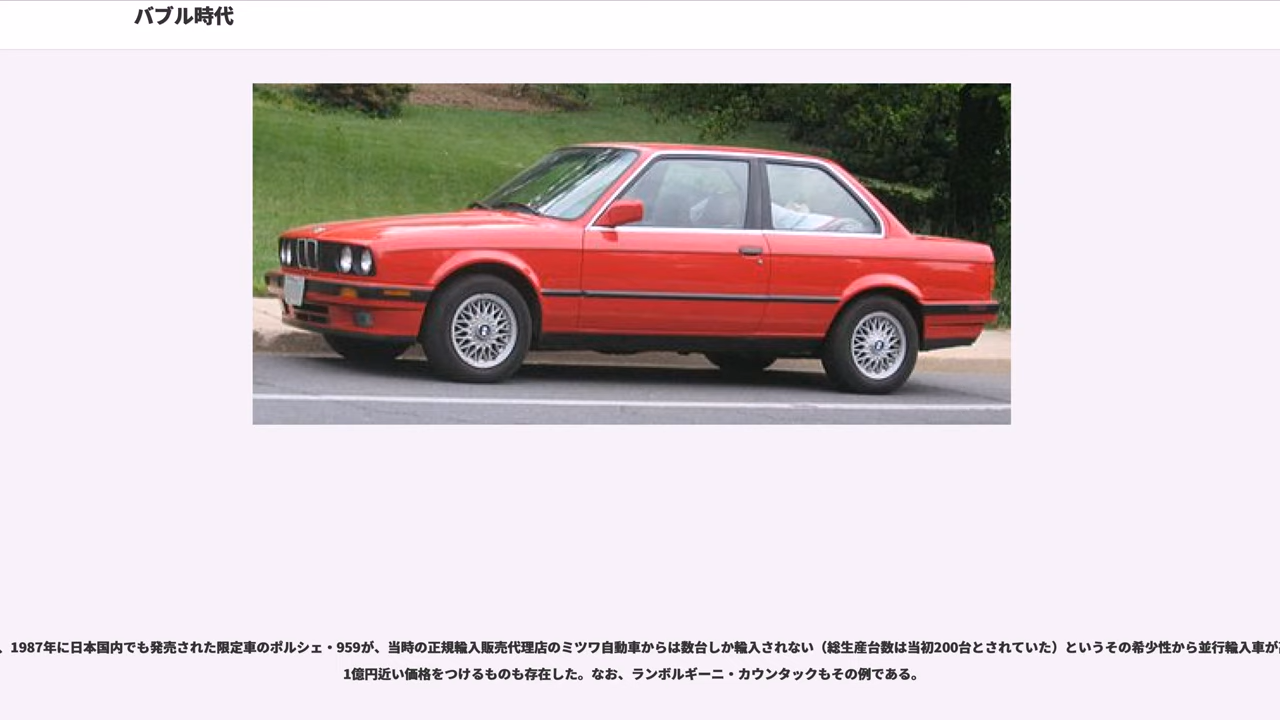 バブル時代
、1987年に日本国内でも発売された限定車のポルシェ・959が、当時の正規輸入販売代理店のミツワ自動車からは数台しか輸入されない（総生産台数は当初200台とされていた）というその希少性から並行輸入車が
1億円近い価格をつけるものも存在した。なお、ランボルギーニ・カウンタックもその例である。